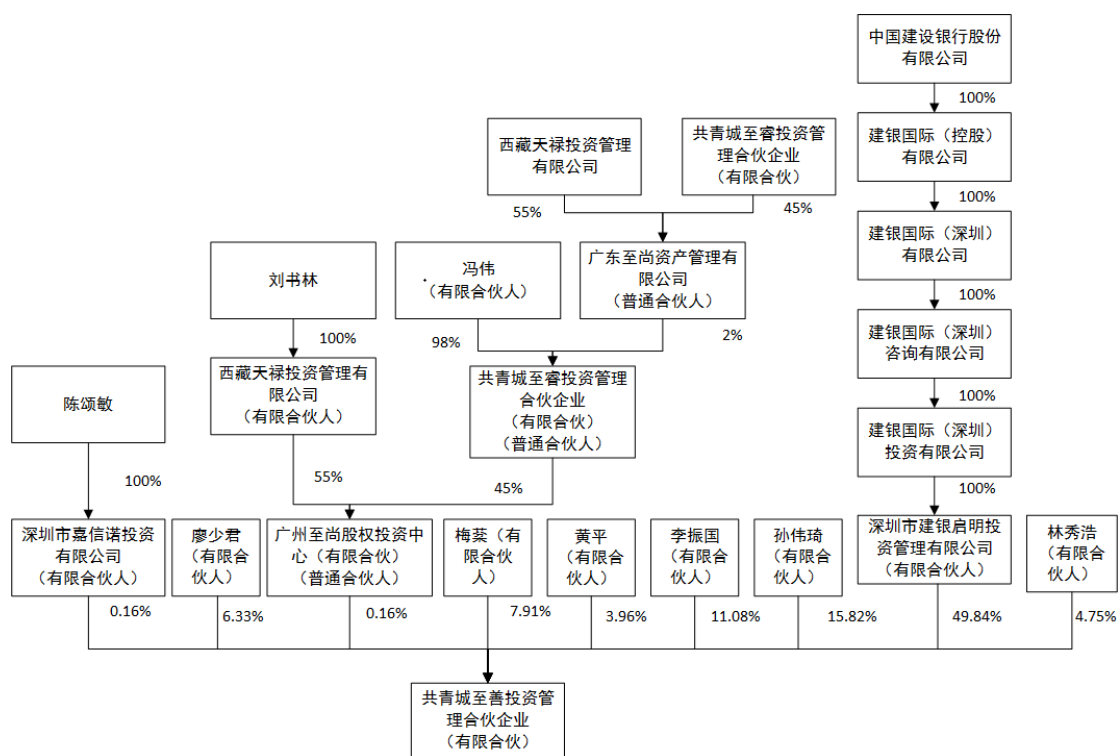 中国建设银行股份
有限公司
100%
建银国际（控股）
有限公司
100%
西藏天禄投资管理
有限公司
共青城至睿投资管
理合伙企业
（有限合伙）
55%
45%
建银国际（深圳）
有限公司
100%
刘书林
冯伟
（有限合伙人）
广东至尚资产管理有
限公司
（普通合伙人）
100%
98%
2%
建银国际（深圳）
咨询有限公司
100%
陈颂敏
西藏天禄投资管理有
限公司
（有限合伙人）
共青城至睿投资管理
合伙企业
（有限合伙）
（普通合伙人）
建银国际（深圳）
投资有限公司
100%
55%
45%
100%
深圳市嘉信诺投资
有限公司
（有限合伙人）
廖少君
（有限合
伙人）
广州至尚股权投资中
心（有限合伙）
（普通合伙人）
梅蕤（有
限合伙
人）
黄平
（有限合
伙人）
李振国
（有限合
伙人）
孙伟琦
（有限合
伙人）
深圳市建银启明投
资管理有限公司
（有限合伙人）
林秀浩
（有限合
伙人）
0.16%
6.33%
0.16%
7.91%
3.96%
11.08%
15.82%
49.84%
4.75%
共青城至善投资管
理合伙企业
（有限合伙）